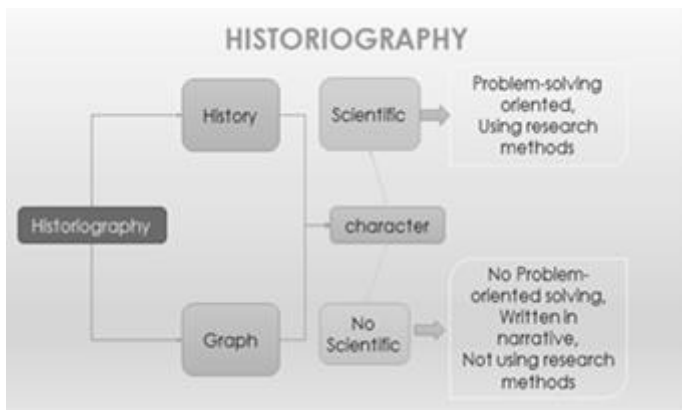 HISTORIOGRAPHY
Historiography
History
Graph
character
Scientific
Problem-solving
oriented,
Using research
methods
No
Scientific
No Problem-
oriented solving,
Written in
narrative,
Not using research
methods